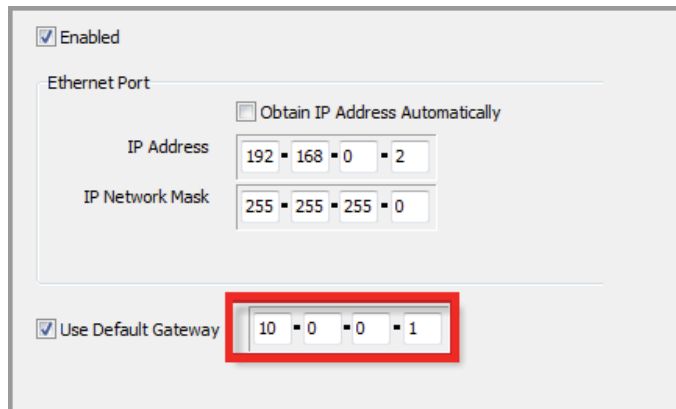 Enabled
Ethernet Port
Obtain IP Address Automatically
IP Address 192 - 168 - 0 - 2
IP Network Mask 255 - 255 - 255 - 0
Use Default Gateway 10 - 0 - 0 - 1